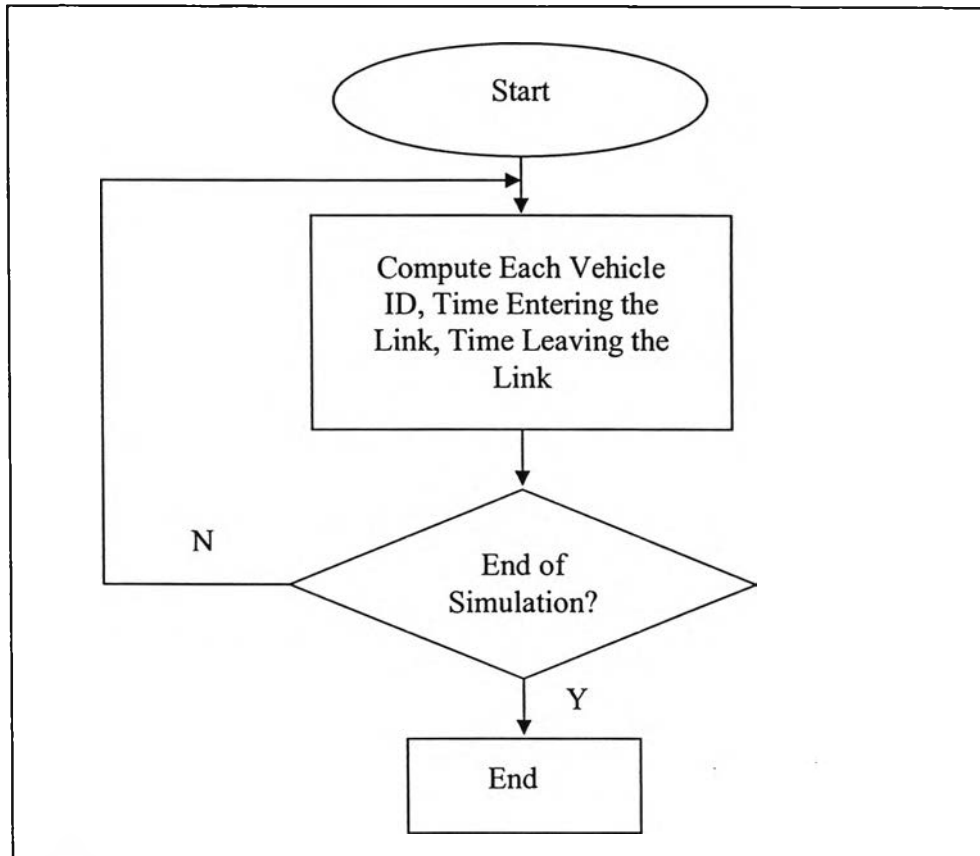 Start
Compute Each Vehicle
ID, Time Entering the
Link, Time Leaving the
Link
N
End of
Simulation?
Y
End